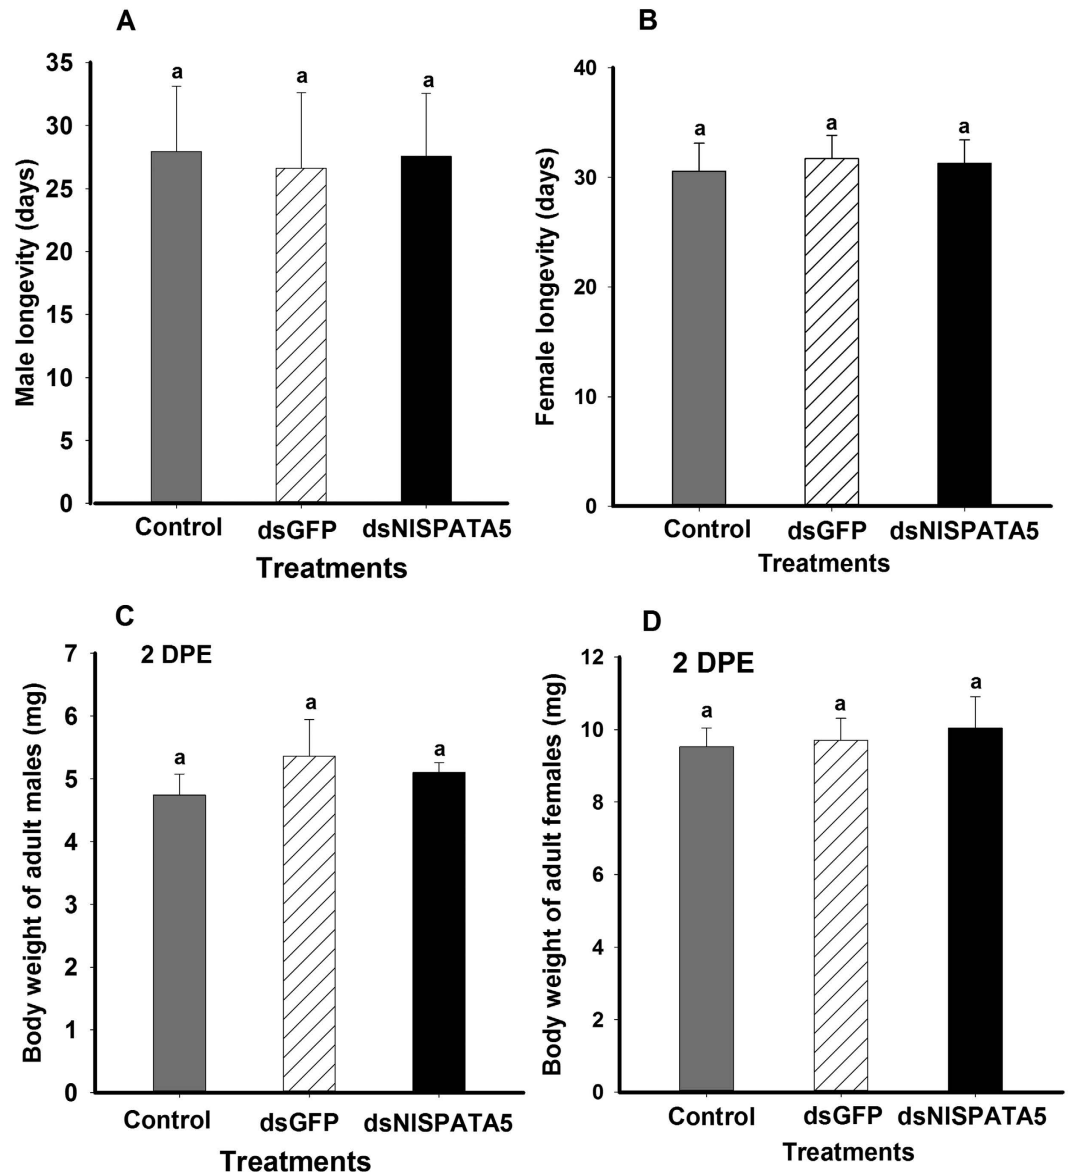 A
Male longevity (days)
35
30
25
20
15
10
5
0
a
a
a
Control
dsGFP
dsNISPATA5
Treatments
B
Female longevity (days)
40
30
20
10
0
a
a
a
Control
dsGFP
dsNISPATA5
Treatments
C
2 DPE
Body weight of adult males (mg)
7
6
5
4
3
2
1
0
a
a
a
Control
dsGFP
dsNISPATA5
Treatments
D
2 DPE
Body weight of adult females (mg)
12
10
8
6
4
2
0
a
a
a
Control
dsGFP
dsNISPATA5
Treatments